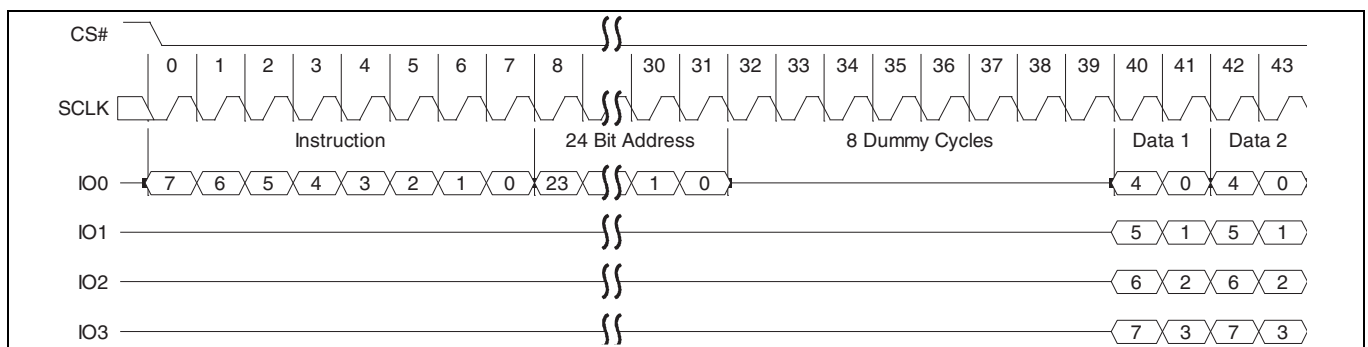 CS#
0 1 2 3 4 5 6 7 8 30 31 32 33 34 35 36 37 38 39 40 41 42 43
SCLK
Instruction 24 Bit Address 8 Dummy Cycles Data 1 Data 2
IO0 7 6 5 4 3 2 1 0 23 1 0 4 0 4 0
IO1 5 1 5 1
IO2 6 2 6 2
IO3 7 3 7 3